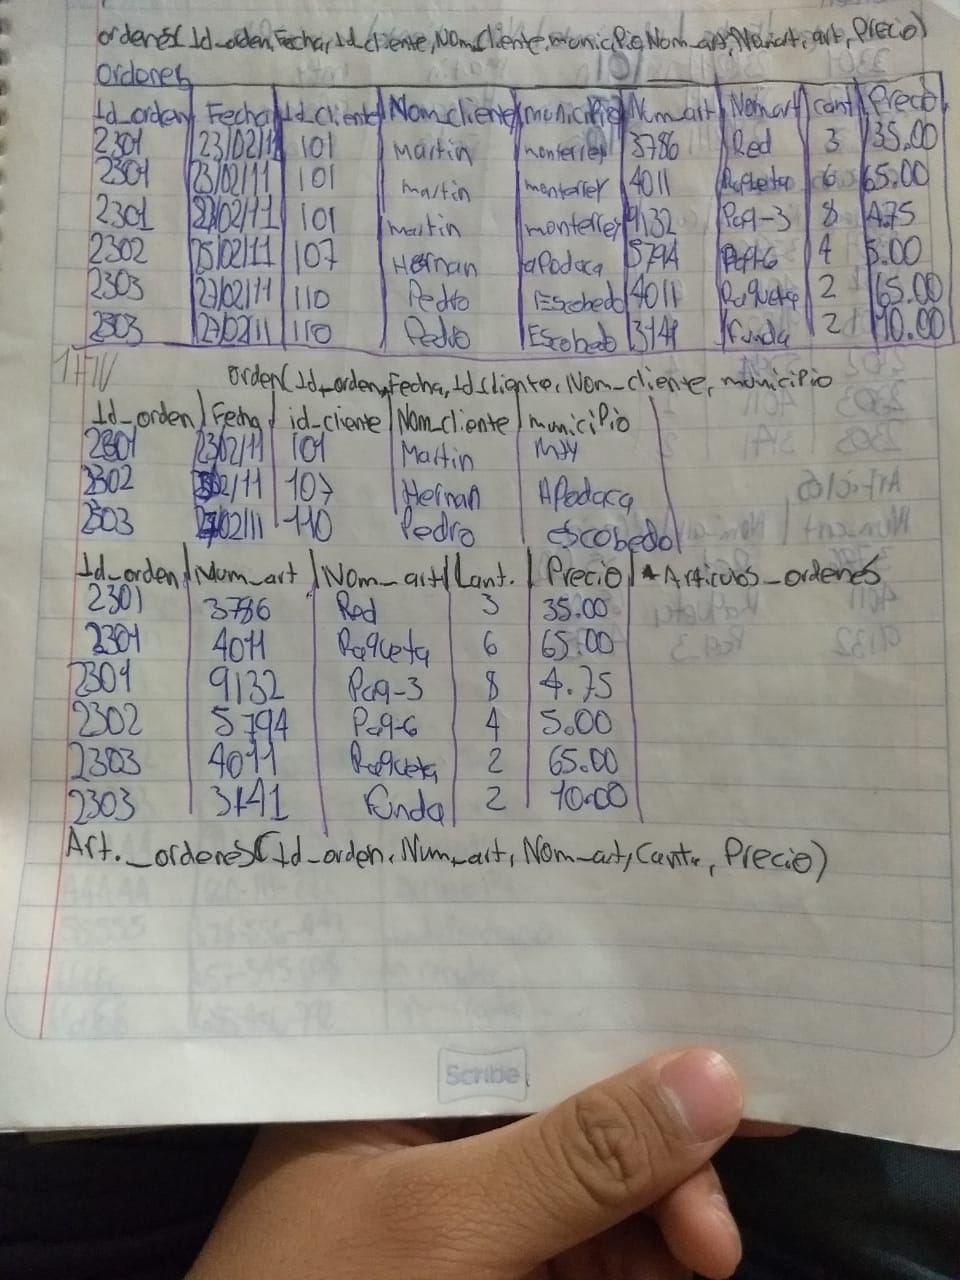 ordenes( Id_orden, Fecha, Id_cliente, Nom_Cliente, municipio, Nom_art, Nom_art, art, Precio)
Ordenes
Id_orden Fecha Id_cliente Nom_cliente municipio Num_art Nom_art cant Precio
2301 23/02/11 101 Martin monterrey 3786 Red 3 35.00
2301 23/02/11 101 martin monterrey 4011 Raqueta 6 65.00
2301 23/02/11 101 martin monterrey 9132 Paq-3 8 4.75
2302 25/02/11 107 Hernan aPodaca 5794 Paq-6 4 5.00
2303 27/02/11 110 Pedro Escobedo 4011 Raqueta 2 65.00
2303 27/02/11 110 Pedro Escobedo 3141 Funda 2 10.00
orden( Id_orden, Fecha, Id_cliente, Nom_cliente, municipio
Id_orden Fecha id_cliente Nom_cliente municipio
2301 23/02/11 101 Martin mty
2302 /02/11 107 Hernan APodaca
2303 27/02/11 110 Pedro escobedo
Id_orden Num_art Nom_art Cant. Precio * Articulos_ordenes
2301 3786 Red 3 35.00
2301 4011 Raqueta 6 65.00
2301 9132 Paq-3 8 4.75
2302 5794 Paq-6 4 5.00
2303 4011 Raqueta 2 65.00
2303 3141 Funda 2 10.00
Art._ordenes( Id_orden, Num_art, Nom_art, Cant., Precio)
Scribe